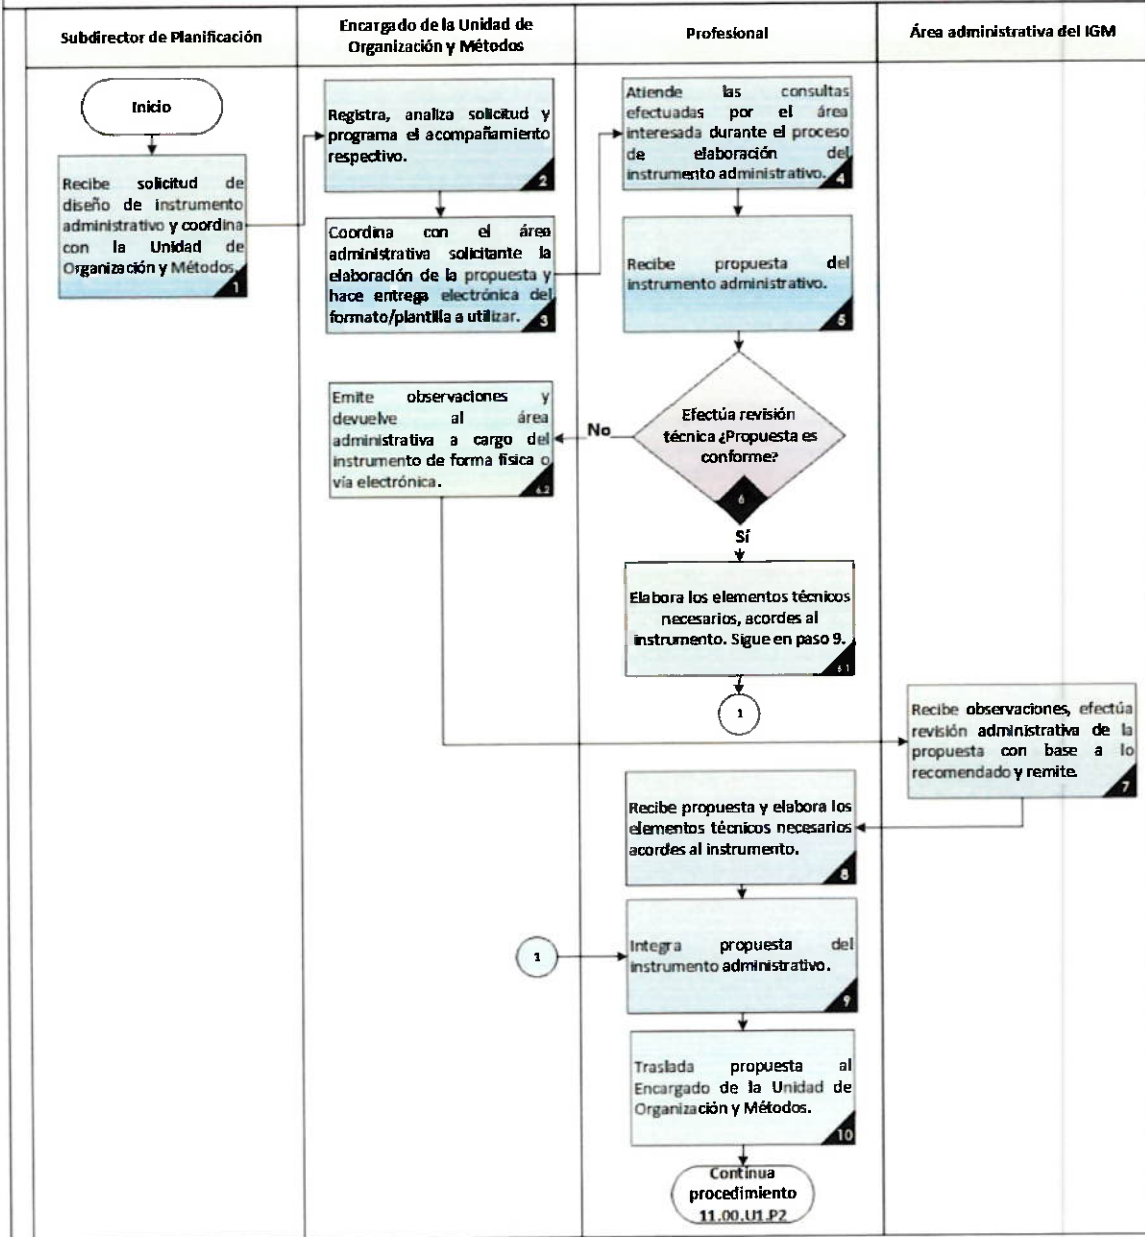 Subdirector de Planificación
Encargado de la Unidad de
Organización y Métodos
Profesional
Área administrativa del IGM
Inicio
Recibe solicitud de
diseño de instrumento
administrativo y coordina
con la Unidad de
Organización y Métodos.
1
Registra, analiza solicitud y
programa el acompañamiento
respectivo.
2
Coordina con el área
administrativa solicitante la
elaboración de la propuesta y
hace entrega electrónica del
formato/plantilla a utilizar.
3
Atiende las consultas
efectuadas por el área
interesada durante el proceso
de elaboración del
instrumento administrativo.
4
Recibe propuesta del
instrumento administrativo.
5
Efectúa revisión
técnica ¿Propuesta es
conforme?
6
No
Emite observaciones y
devuelve al área
administrativa a cargo del
instrumento de forma física o
vía electrónica.
6.2
Sí
Elabora los elementos técnicos
necesarios, acordes al
instrumento. Sigue en paso 9.
6.1
1
Recibe observaciones, efectúa
revisión administrativa de la
propuesta con base a lo
recomendado y remite.
7
Recibe propuesta y elabora los
elementos técnicos necesarios
acordes al instrumento.
8
1
Integra propuesta del
instrumento administrativo.
9
Traslada propuesta al
Encargado de la Unidad de
Organización y Métodos.
10
Continua
procedimiento
11.00.U1.P2